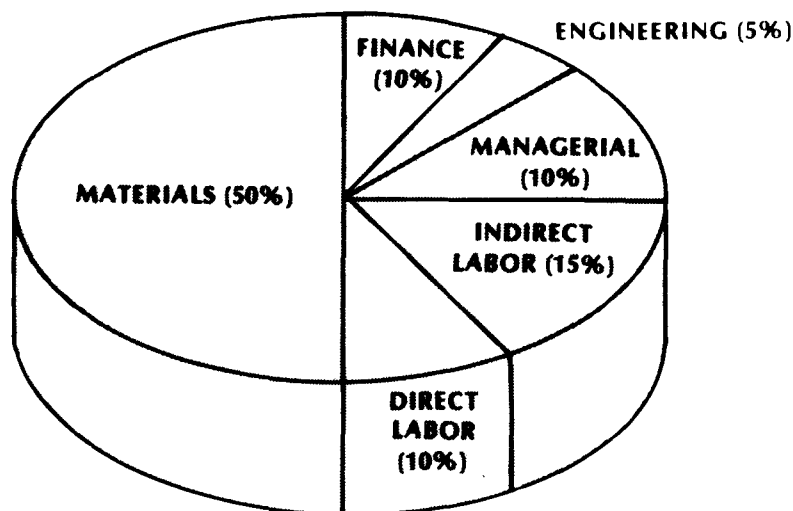 FINANCE
(10%)
ENGINEERING (5%)
MANAGERIAL
(10%)
MATERIALS (50%)
INDIRECT
LABOR (15%)
DIRECT
LABOR
(10%)